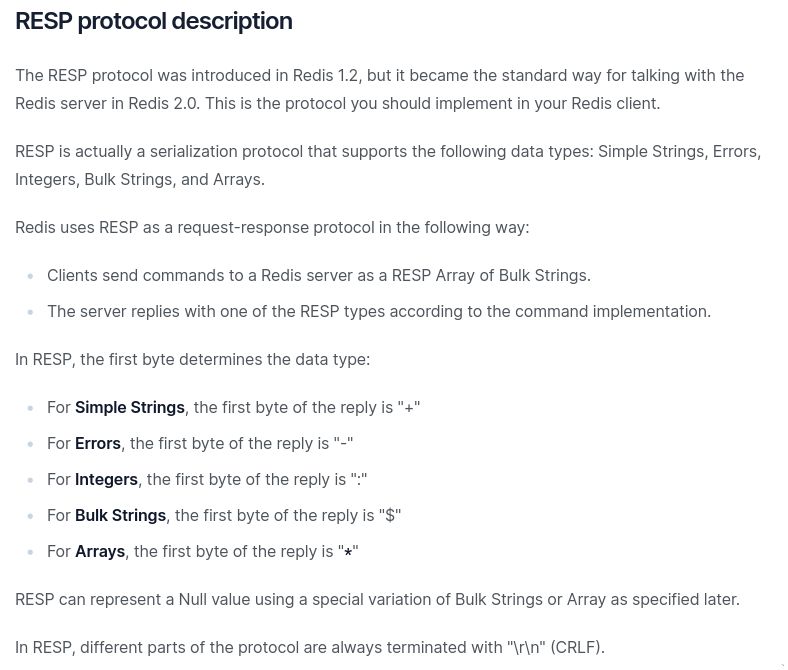 RESP protocol description
The RESP protocol was introduced in Redis 1.2, but it became the standard way for talking with the
Redis server in Redis 2.0. This is the protocol you should implement in your Redis client.
RESP is actually a serialization protocol that supports the following data types: Simple Strings, Errors,
Integers, Bulk Strings, and Arrays.
Redis uses RESP as a request-response protocol in the following way:
Clients send commands to a Redis server as a RESP Array of Bulk Strings.
The server replies with one of the RESP types according to the command implementation.
In RESP, the first byte determines the data type:
For Simple Strings, the first byte of the reply is "+"
For Errors, the first byte of the reply is "-"
For Integers, the first byte of the reply is ":"
For Bulk Strings, the first byte of the reply is "$"
For Arrays, the first byte of the reply is "*"
RESP can represent a Null value using a special variation of Bulk Strings or Array as specified later.
In RESP, different parts of the protocol are always terminated with "\r\n" (CRLF).